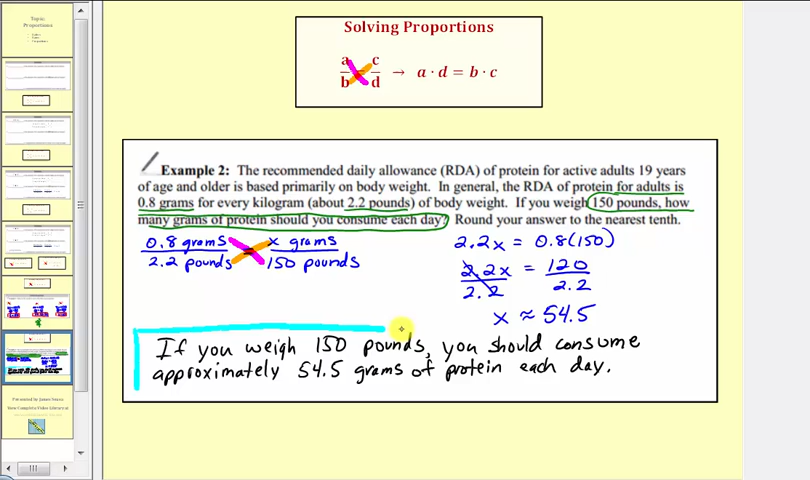 Topic:
Proportions
Solving Proportions
a c
b d → a · d = b · c
Example 2: The recommended daily allowance (RDA) of protein for active adults 19 years
of age and older is based primarily on body weight. In general, the RDA of protein for adults is
0.8 grams for every kilogram (about 2.2 pounds) of body weight. If you weigh 150 pounds, how
many grams of protein should you consume each day? Round your answer to the nearest tenth.
0.8 grams = x grams
2.2 pounds 150 pounds
2.2x = 0.8(150)
2.2x = 120
2.2 2.2
x ≈ 54.5
If you weigh 150 pounds, you should consume
approximately 54.5 grams of protein each day.